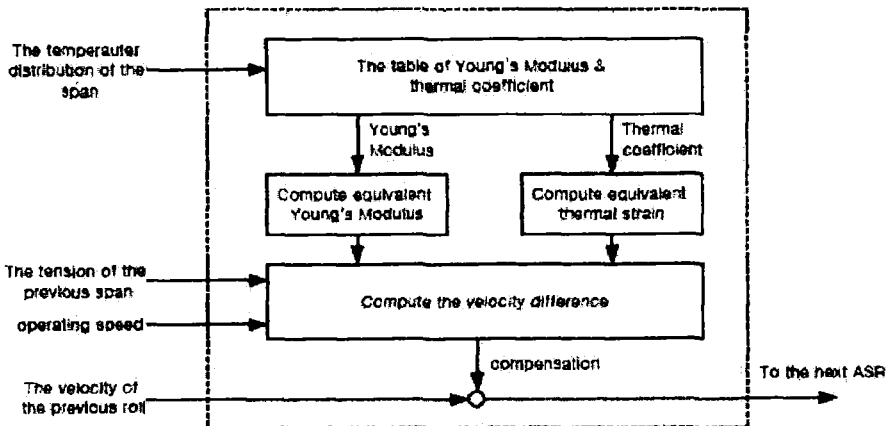 The temperauter
distribution of the
span
The table of Young's Modulus &
thermal coefficient
Young's
Modulus
Thermal
coefficient
Compute equivalent
Young's Modutus
Compute equivalent
thermal strain
The tension of the
previous span
operating speed
Compute the velocity difference
compensation
The velocity of
the previous roll
To the next ASR